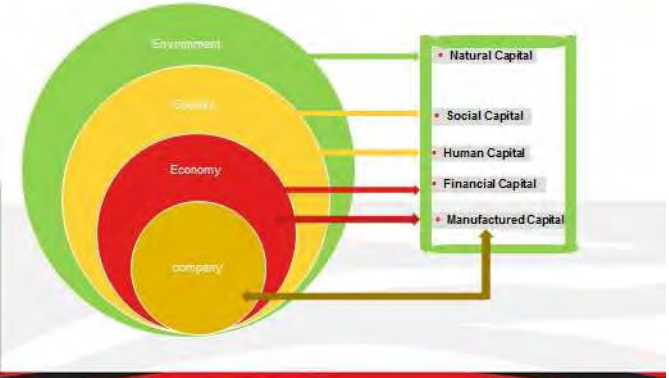 Environment
Society
Economy
company
• Natural Capital
• Social Capital
• Human Capital
• Financial Capital
• Manufactured Capital